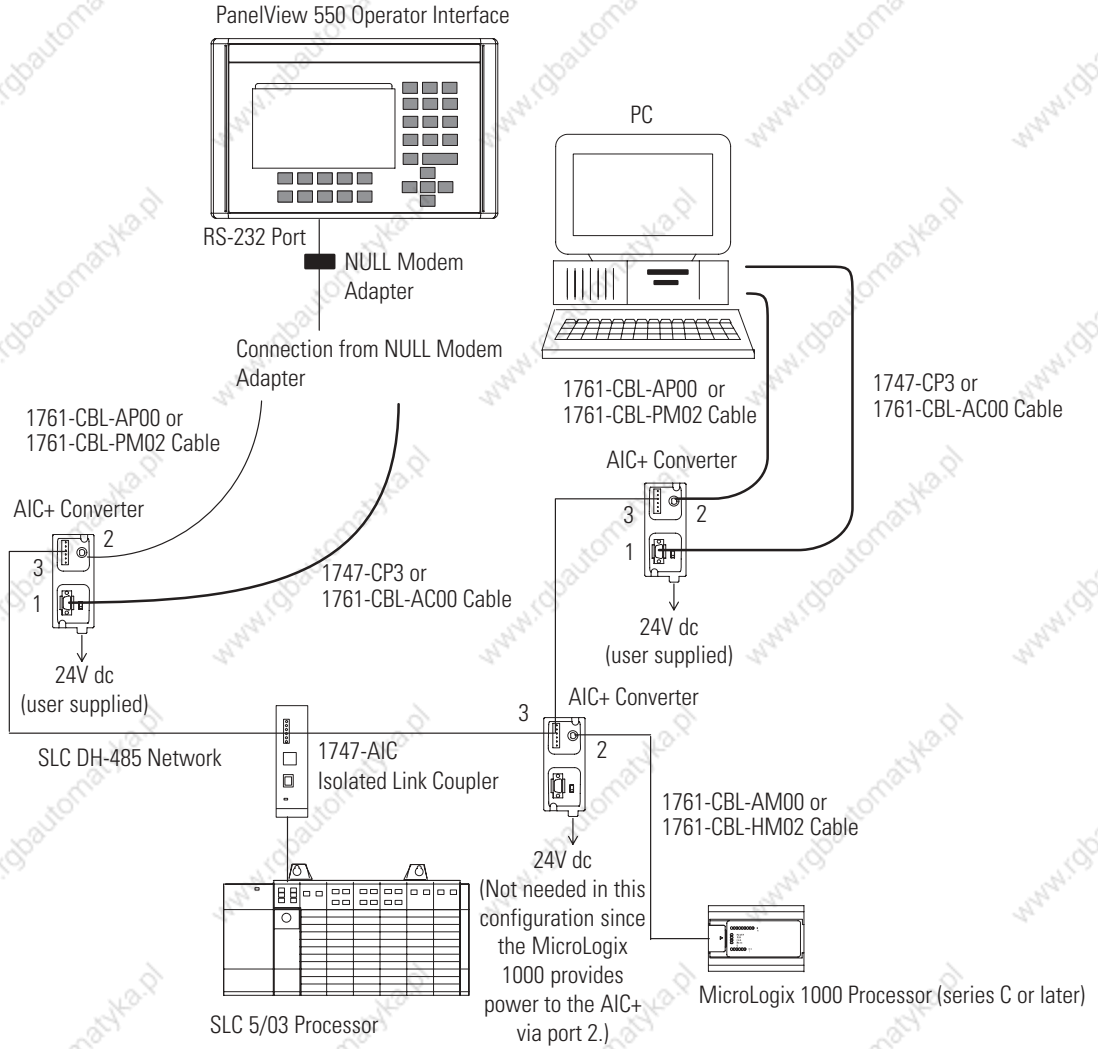 PanelView 550 Operator Interface
PC
RS-232 Port
NULL Modem
Adapter
Connection from NULL Modem
Adapter
1761-CBL-AP00 or
1761-CBL-PM02 Cable
1747-CP3 or
1761-CBL-AC00 Cable
1761-CBL-AP00 or
1761-CBL-PM02 Cable
AIC+ Converter
3
2
1
24V dc
(user supplied)
AIC+ Converter
2
3
1
24V dc
(user supplied)
1747-CP3 or
1761-CBL-AC00 Cable
SLC DH-485 Network
1747-AIC
Isolated Link Coupler
AIC+ Converter
3
2
1761-CBL-AM00 or
1761-CBL-HM02 Cable
24V dc
(Not needed in this
configuration since
the MicroLogix
1000 provides
power to the AIC+
via port 2.)
SLC 5/03 Processor
MicroLogix 1000 Processor (series C or later)
www.rgbautomatyka.pl